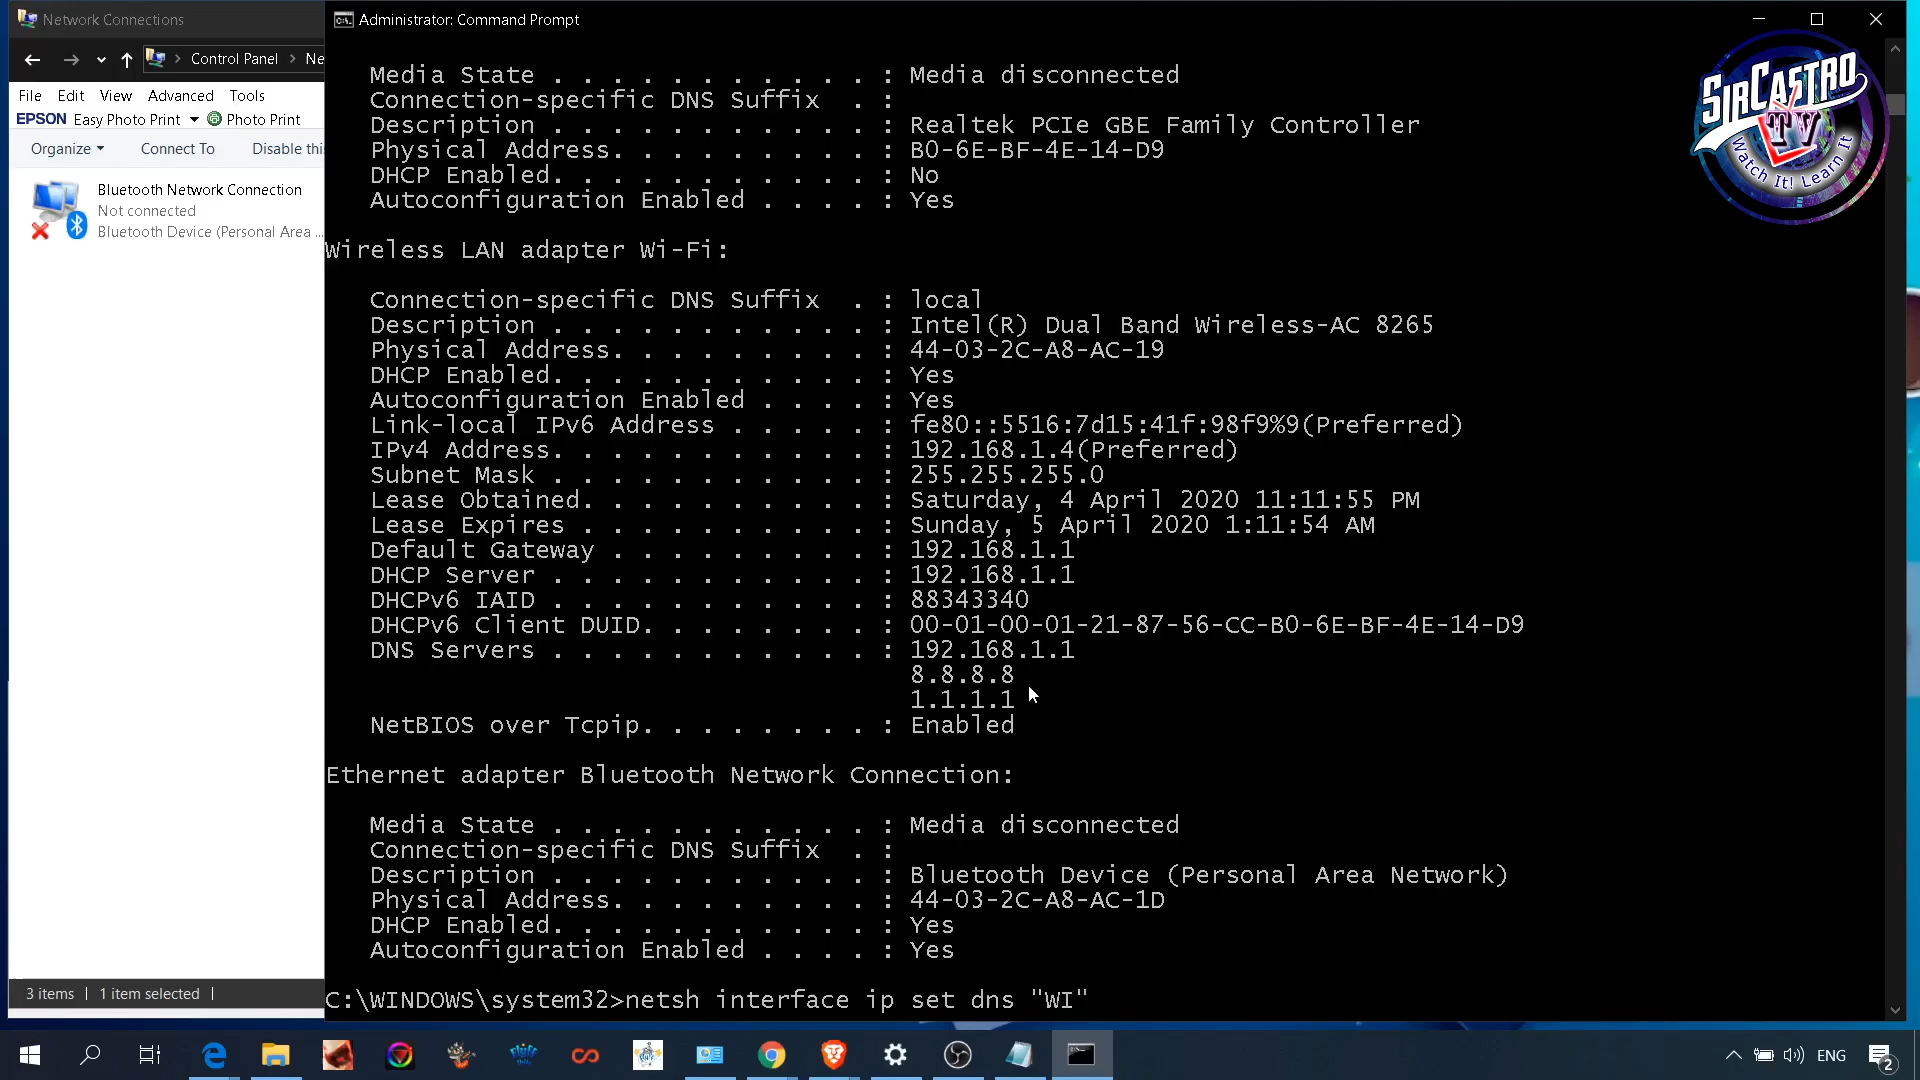 Network Connections
Control Panel > Ne
File Edit View Advanced Tools
EPSON Easy Photo Print Photo Print
Organize Connect To Disable thi
Bluetooth Network Connection
Not connected
Bluetooth Device (Personal Area ...
3 items 1 item selected
Administrator: Command Prompt
Media State . . . . . . . . . . . : Media disconnected
Connection-specific DNS Suffix . :
Description . . . . . . . . . . . : Realtek PCIe GBE Family Controller
Physical Address. . . . . . . . . : B0-6E-BF-4E-14-D9
DHCP Enabled. . . . . . . . . . . : No
Autoconfiguration Enabled . . . . : Yes
Wireless LAN adapter Wi-Fi:
Connection-specific DNS Suffix . : local
Description . . . . . . . . . . . : Intel(R) Dual Band Wireless-AC 8265
Physical Address. . . . . . . . . : 44-03-2C-A8-AC-19
DHCP Enabled. . . . . . . . . . . : Yes
Autoconfiguration Enabled . . . . : Yes
Link-local IPv6 Address . . . . . : fe80::5516:7d15:41f:98f9%9(Preferred)
IPv4 Address. . . . . . . . . . . : 192.168.1.4(Preferred)
Subnet Mask . . . . . . . . . . . : 255.255.255.0
Lease Obtained. . . . . . . . . . : Saturday, 4 April 2020 11:11:55 PM
Lease Expires . . . . . . . . . . : Sunday, 5 April 2020 1:11:54 AM
Default Gateway . . . . . . . . . : 192.168.1.1
DHCP Server . . . . . . . . . . . : 192.168.1.1
DHCPv6 IAID . . . . . . . . . . . : 88343340
DHCPv6 Client DUID. . . . . . . . : 00-01-00-01-21-87-56-CC-B0-6E-BF-4E-14-D9
DNS Servers . . . . . . . . . . . : 192.168.1.1
8.8.8.8
1.1.1.1
NetBIOS over Tcpip. . . . . . . . : Enabled
Ethernet adapter Bluetooth Network Connection:
Media State . . . . . . . . . . . : Media disconnected
Connection-specific DNS Suffix . :
Description . . . . . . . . . . . : Bluetooth Device (Personal Area Network)
Physical Address. . . . . . . . . : 44-03-2C-A8-AC-1D
DHCP Enabled. . . . . . . . . . . : Yes
Autoconfiguration Enabled . . . . : Yes
C:\WINDOWS\system32>netsh interface ip set dns "WI"
SIRCASTRO
TV
Watch It! Learn It
ENG
2